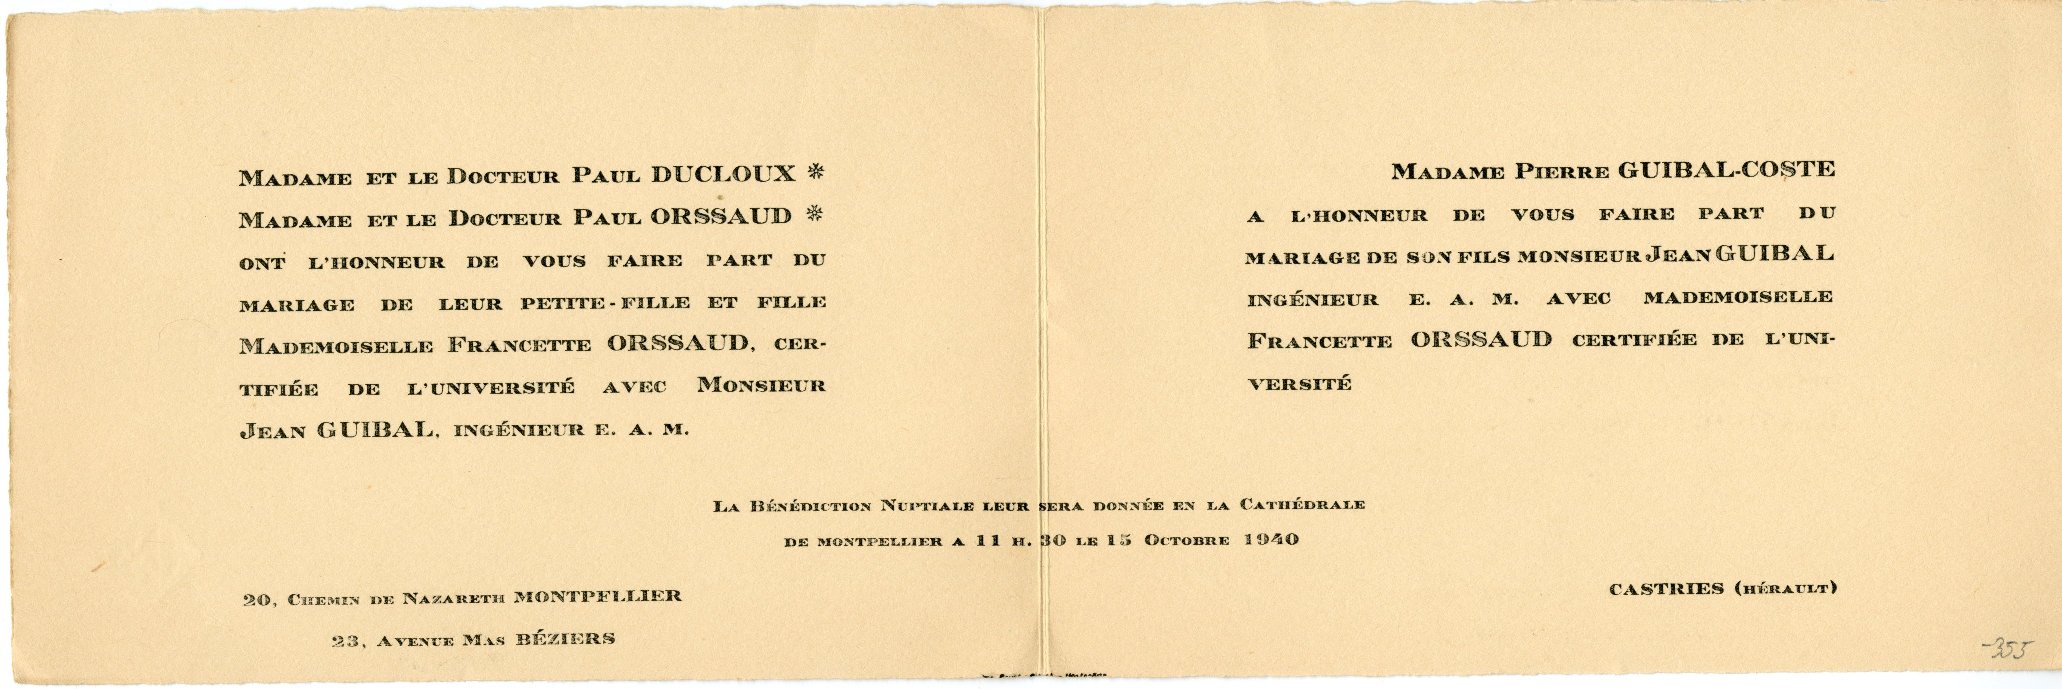 Madame et le Docteur Paul DUCLOUX ✠
Madame et le Docteur Paul ORSSAUD ✠
ont l'honneur de vous faire part du
mariage de leur petite-fille et fille
Mademoiselle Francette ORSSAUD, cer-
tifiée de l'université avec Monsieur
Jean GUIBAL, ingénieur E. A. M.
Madame Pierre GUIBAL-COSTE
a l'honneur de vous faire part du
mariage de son fils Monsieur Jean GUIBAL
ingénieur E. A. M. avec mademoiselle
Francette ORSSAUD certifiée de l'uni-
versité
La Bénédiction Nuptiale leur sera donnée en la Cathédrale
de montpellier a 11 h. 30 le 15 Octobre 1940
20, Chemin de Nazareth MONTPELLIER
23, Avenue Mas BÉZIERS
CASTRIES (hérault)
-355